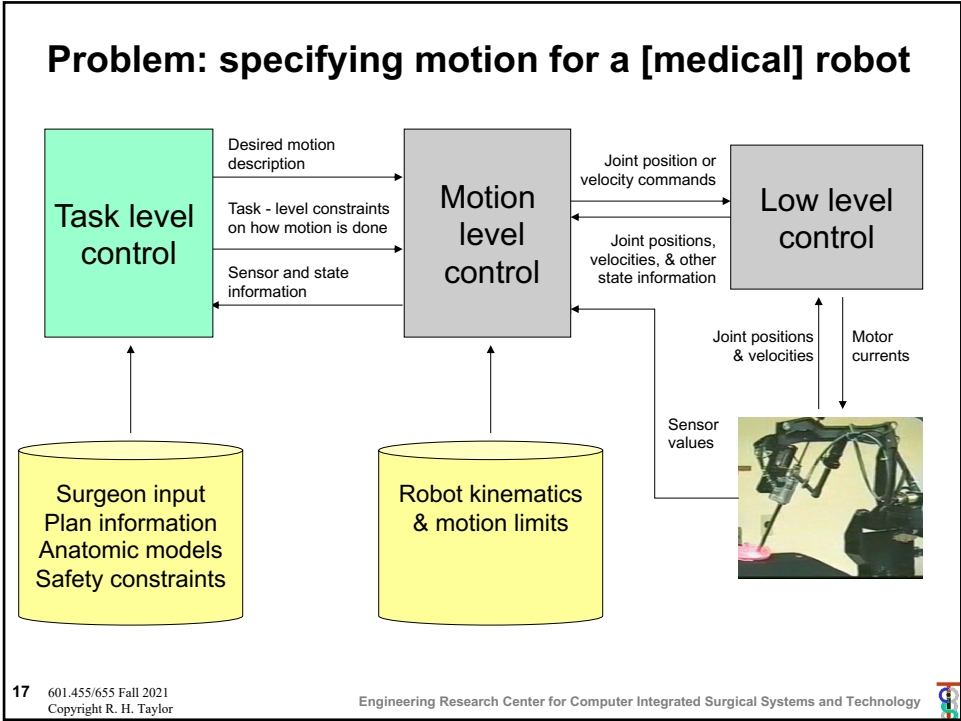 Problem: specifying motion for a [medical] robot
Task level
control
Desired motion
description
Task - level constraints
on how motion is done
Sensor and state
information
Motion
level
control
Joint position or
velocity commands
Joint positions,
velocities, & other
state information
Low level
control
Joint positions
& velocities
Motor
currents
Sensor
values
Surgeon input
Plan information
Anatomic models
Safety constraints
Robot kinematics
& motion limits
17 601.455/655 Fall 2021
Copyright R. H. Taylor
Engineering Research Center for Computer Integrated Surgical Systems and Technology